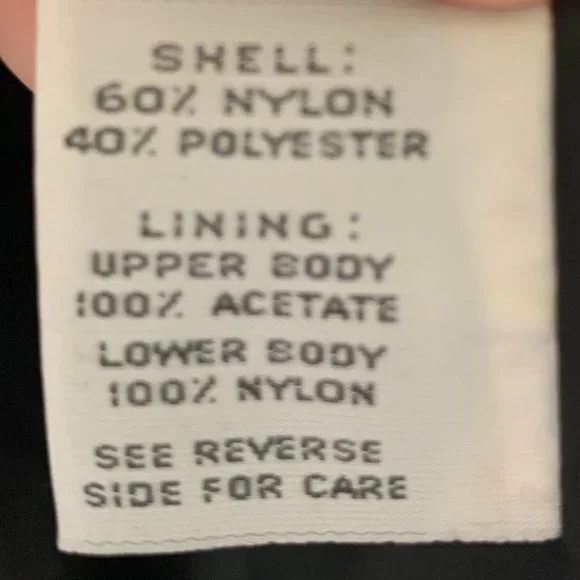 SHELL:
60% NYLON
40% POLYESTER
LINING:
UPPER BODY
100% ACETATE
LOWER BODY
100% NYLON
SEE REVERSE
SIDE FOR CARE